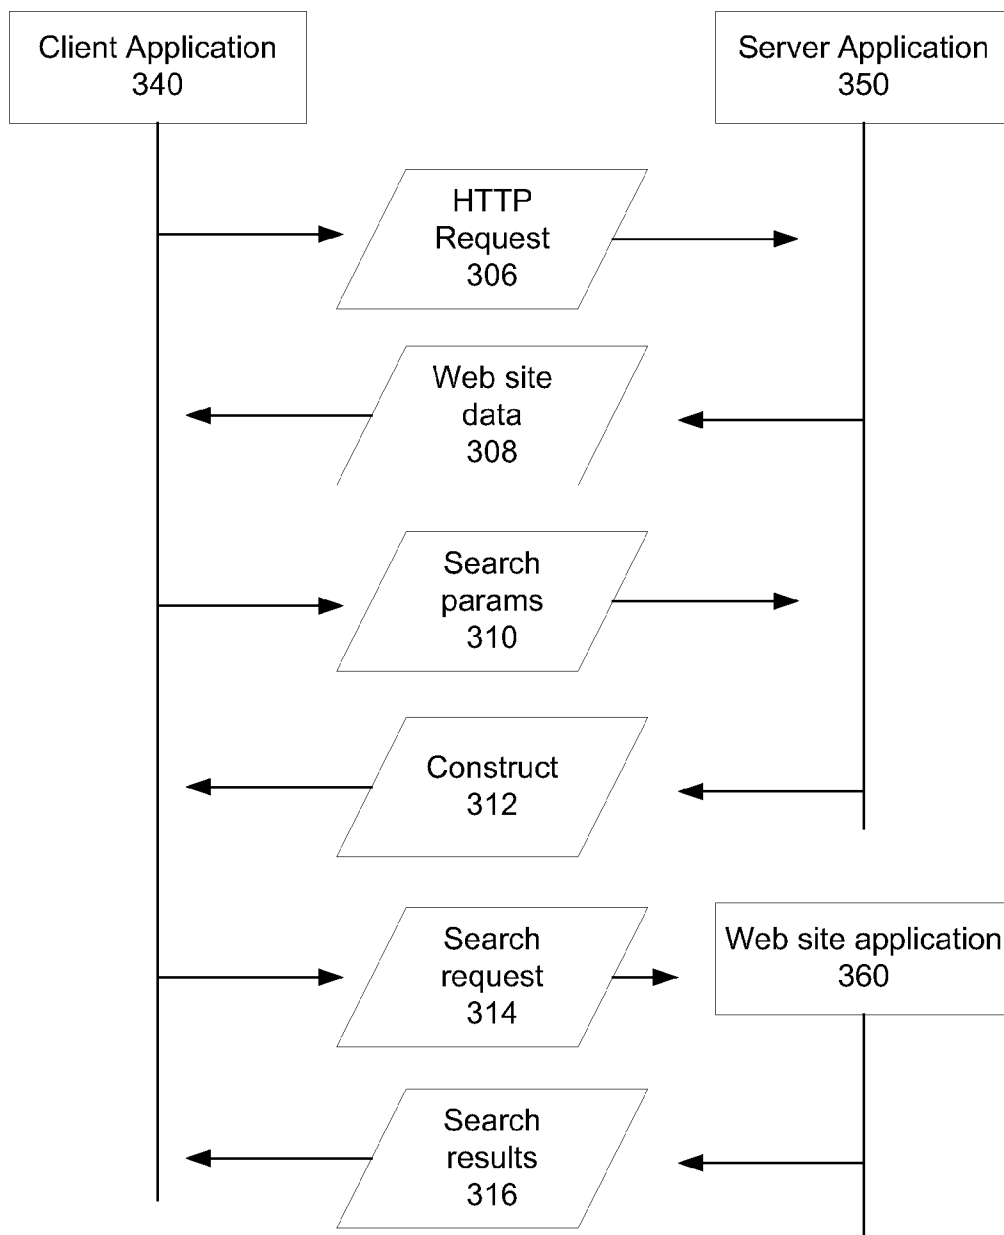 Client Application
340
Server Application
350
HTTP
Request
306
Web site
data
308
Search
params
310
Construct
312
Search
request
314
Web site application
360
Search
results
316